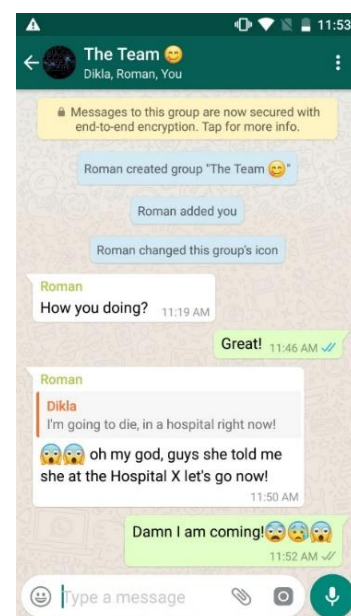 11:53
The Team 😋
Dikla, Roman, You
Messages to this group are now secured with
end-to-end encryption. Tap for more info.
Roman created group "The Team 😋"
Roman added you
Roman changed this group's icon
Roman
How you doing? 11:19 AM
Great! 11:46 AM
Roman
Dikla
I'm going to die, in a hospital right now!
😱😱 oh my god, guys she told me
she at the Hospital X let's go now!
11:50 AM
Damn I am coming!😨😰😱
11:52 AM
Type a message